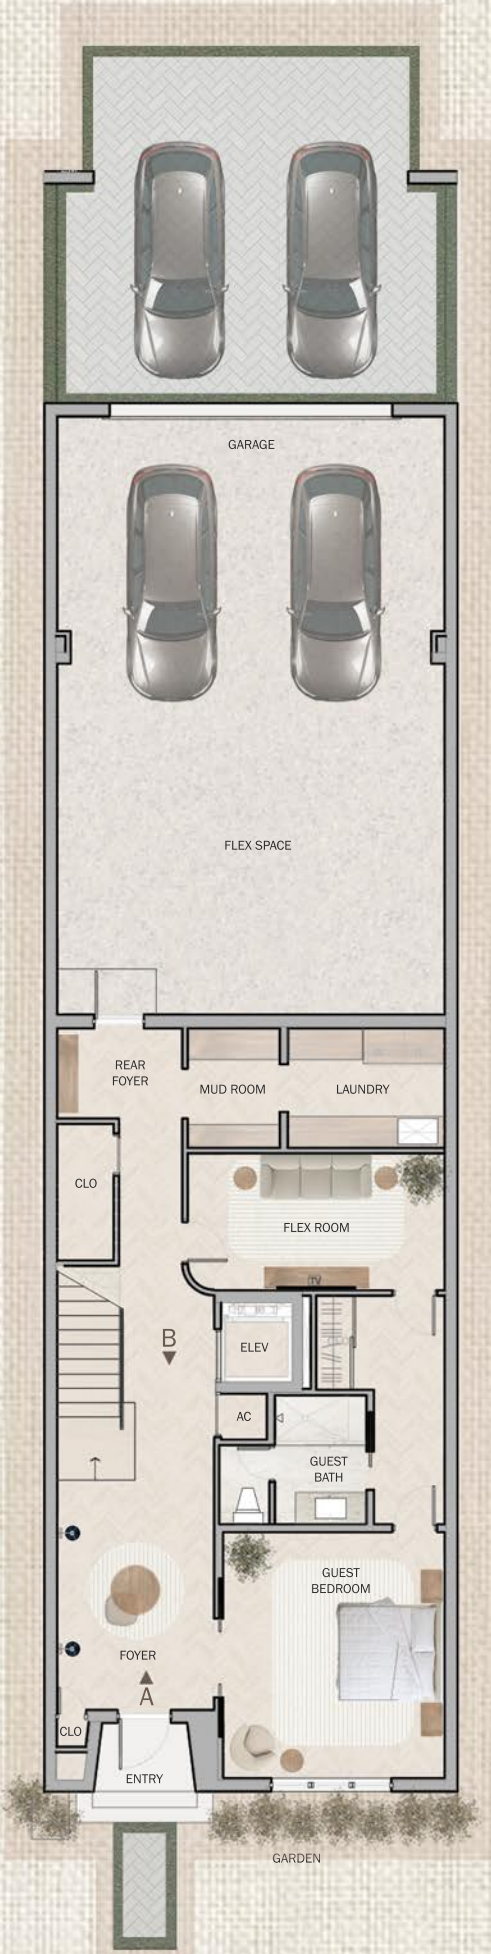 GARAGE
FLEX SPACE
REAR
FOYER
MUD ROOM
LAUNDRY
CLO
FLEX ROOM
TV
B
ELEV
AC
GUEST
BATH
GUEST
BEDROOM
FOYER
A
CLO
ENTRY
GARDEN